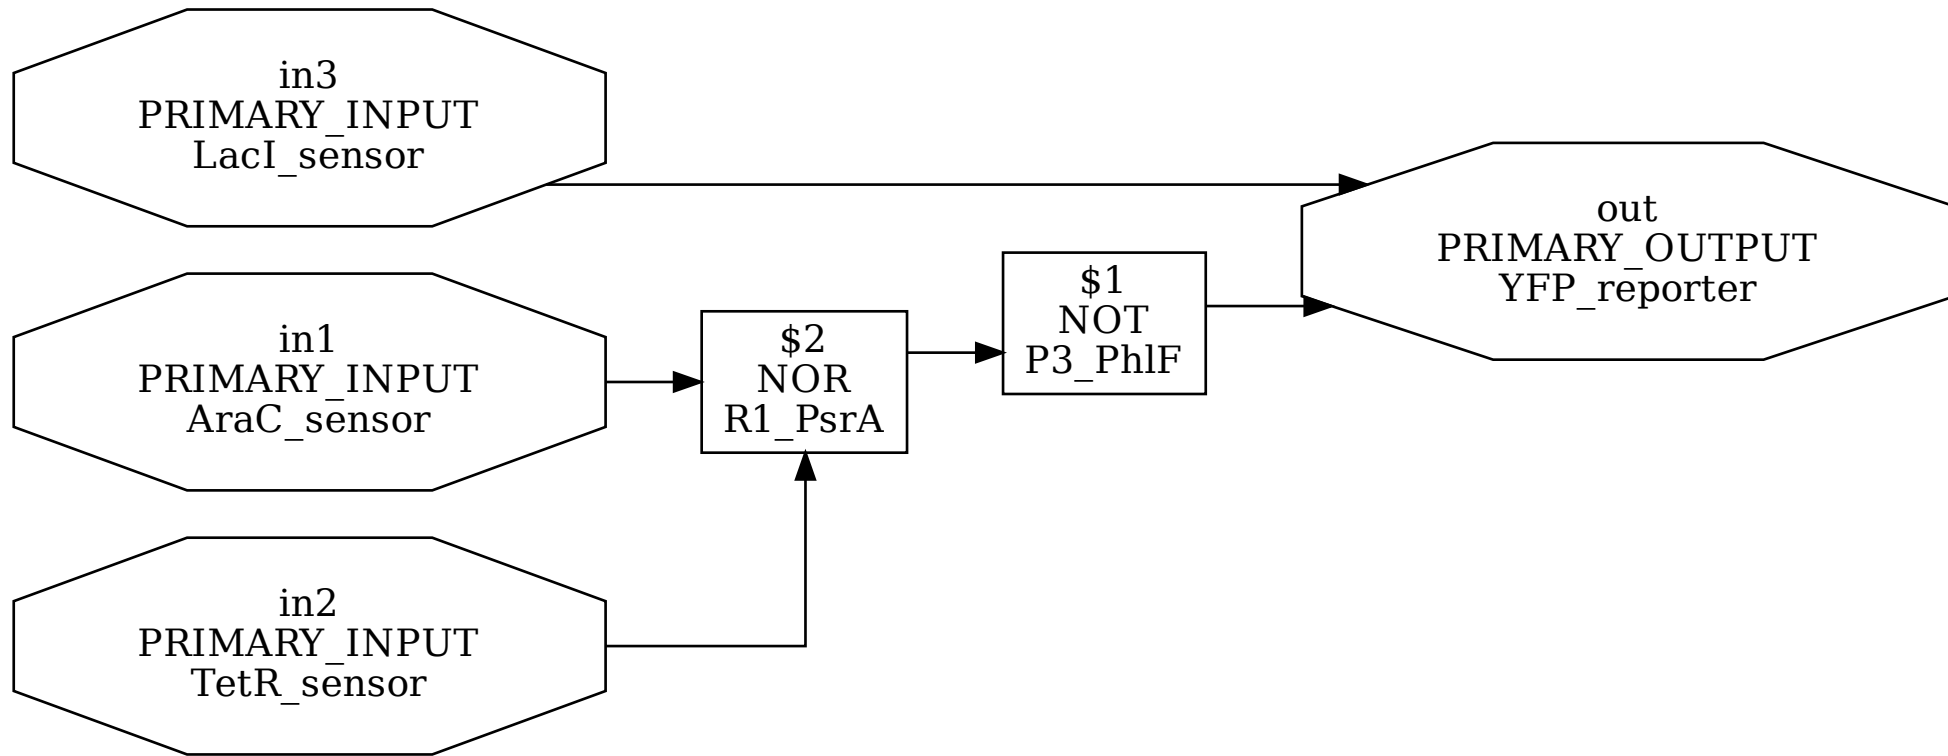 in3
PRIMARY_INPUT
LacI_sensor
out
PRIMARY_OUTPUT
YFP_reporter
in1
PRIMARY_INPUT
AraC_sensor
$2
NOR
R1_PsrA
$1
NOT
P3_PhlF
in2
PRIMARY_INPUT
TetR_sensor